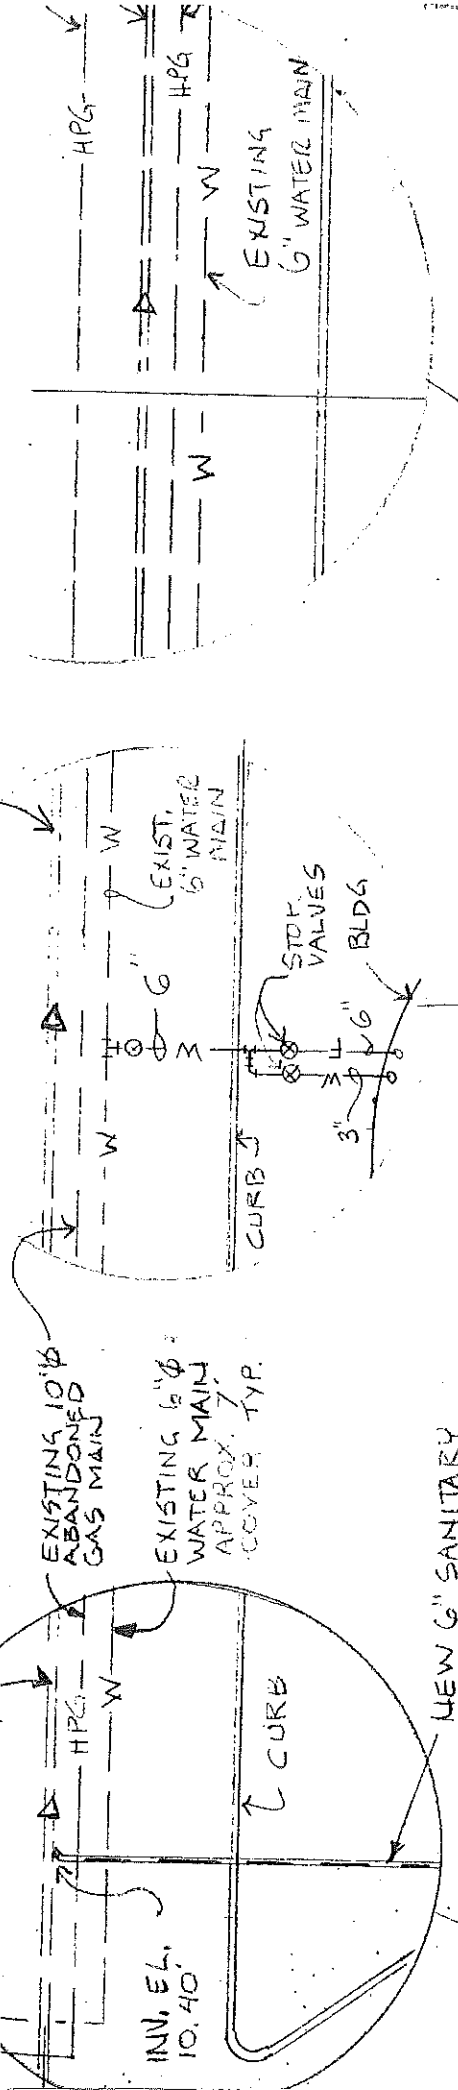 EXISTING 10"Ø
ABANDONED
GAS MAIN
EXISTING 6"Ø
WATER MAIN
APPROX. 7'
COVER TYP.
HPG
W
INV. EL.
10.40'
CURB
NEW 6" SANITARY
W
W
EXIST.
6" WATER
MAIN
6"
W
CURB
STOP
VALVES
BLDG
3"
W
6"
HPG
HPG
W
W
EXISTING
6" WATER MAIN